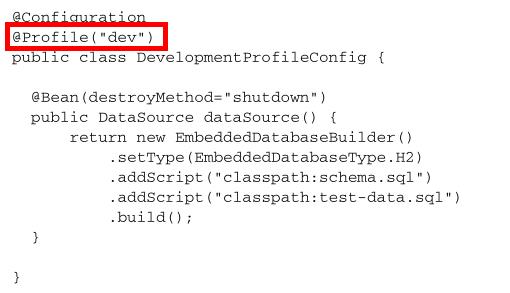 @Configuration
@Profile("dev")
public class DevelopmentProfileConfig {
@Bean(destroyMethod="shutdown")
public DataSource dataSource() {
return new EmbeddedDatabaseBuilder()
.setType(EmbeddedDatabaseType.H2)
.addScript("classpath:schema.sql")
.addScript("classpath:test-data.sql")
.build();
}
}